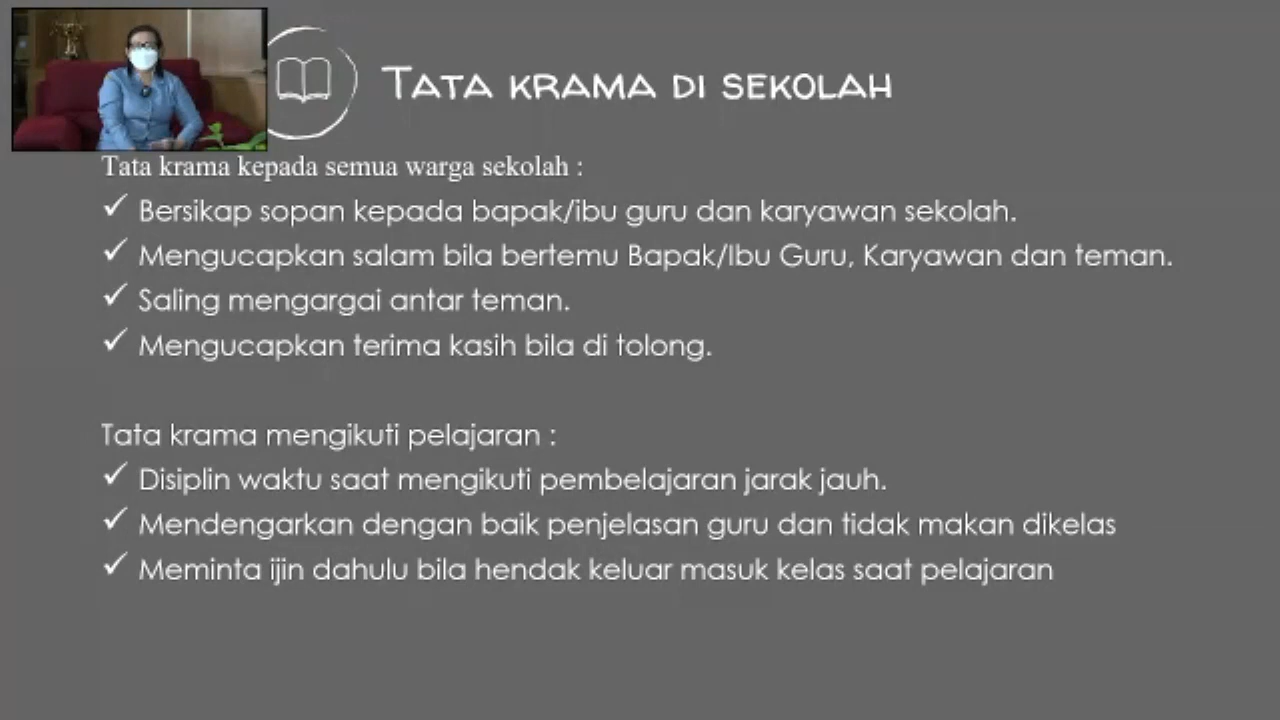 TATA KRAMA DI SEKOLAH
Tata krama kepada semua warga sekolah :
✓ Bersikap sopan kepada bapak/ibu guru dan karyawan sekolah.
✓ Mengucapkan salam bila bertemu Bapak/Ibu Guru, Karyawan dan teman.
✓ Saling mengargai antar teman.
✓ Mengucapkan terima kasih bila di tolong.
Tata krama mengikuti pelajaran :
✓ Disiplin waktu saat mengikuti pembelajaran jarak jauh.
✓ Mendengarkan dengan baik penjelasan guru dan tidak makan dikelas
✓ Meminta ijin dahulu bila hendak keluar masuk kelas saat pelajaran